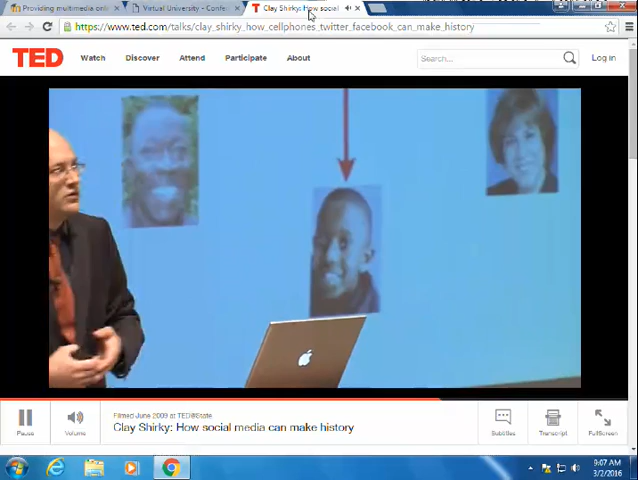 Providing multimedia onli
Virtual University - Confe
Clay Shirky: How social
https://www.ted.com/talks/clay_shirky_how_cellphones_twitter_facebook_can_make_history
TED
Watch
Discover
Attend
Participate
About
Search...
Log in
Pause
Volume
Filmed June 2009 at TED@State
Clay Shirky: How social media can make history
Subtitles
Transcript
FullScreen
9:07 AM
3/2/2016